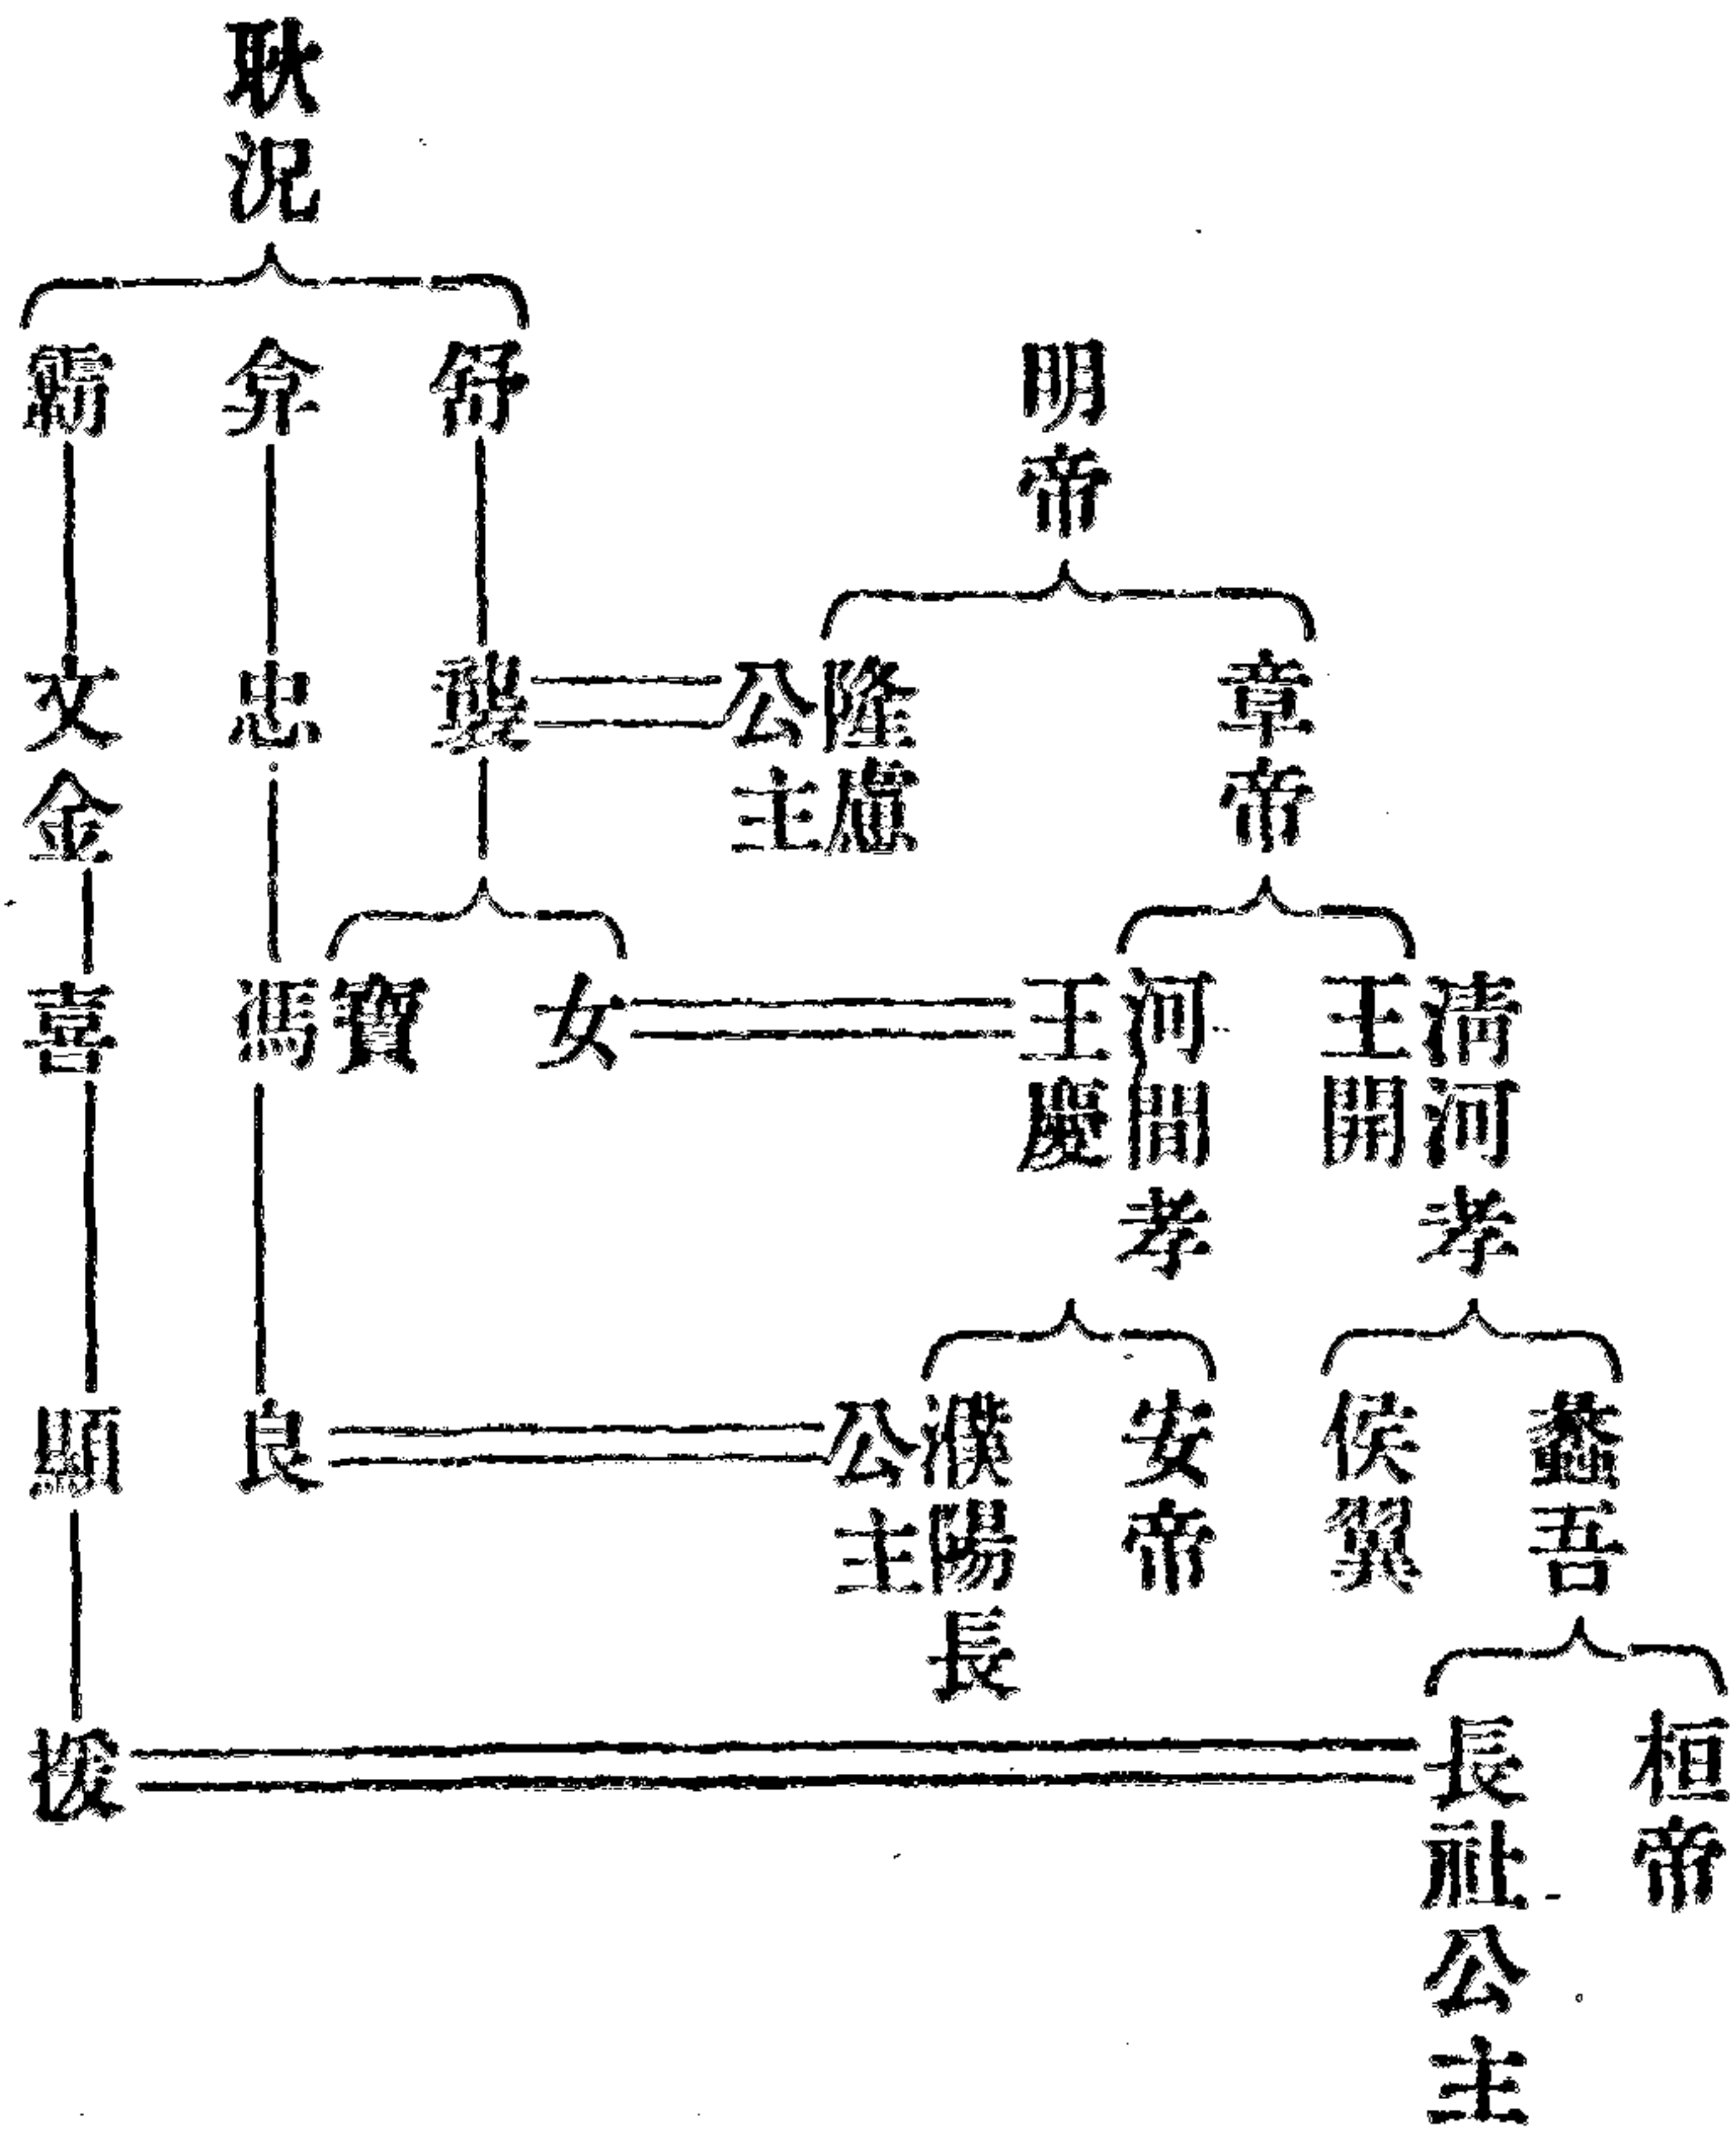 耿況
舒
弇
霸
明帝
章帝
隆慮
公主
襲
忠
文金
清河孝
王開
河間孝
王慶
女
寶
馮
喜
蠡吾
侯翼
安帝
濮陽長
公主
良
顯
桓帝
長社公主
援